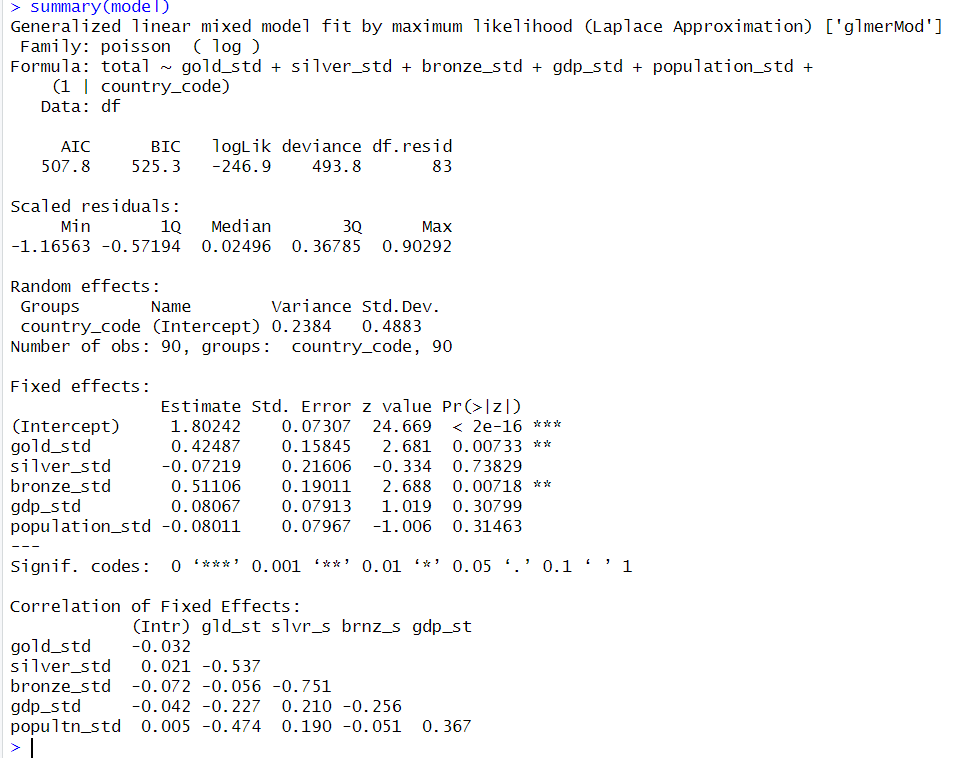 > summary(model)
Generalized linear mixed model fit by maximum likelihood (Laplace Approximation) ['glmerMod']
 Family: poisson  ( log )
Formula: total ~ gold_std + silver_std + bronze_std + gdp_std + population_std +
    (1 | country_code)
   Data: df

     AIC      BIC   logLik deviance df.resid
   507.8    525.3   -246.9    493.8       83

Scaled residuals:
     Min       1Q   Median       3Q      Max
-1.16563 -0.57194  0.02496  0.36785  0.90292

Random effects:
 Groups       Name        Variance Std.Dev.
 country_code (Intercept) 0.2384   0.4883
Number of obs: 90, groups:  country_code, 90

Fixed effects:
               Estimate Std. Error z value Pr(>|z|)
(Intercept)     1.80242    0.07307  24.669  < 2e-16 ***
gold_std        0.42487    0.15845   2.681  0.00733 **
silver_std     -0.07219    0.21606  -0.334  0.73829
bronze_std      0.51106    0.19011   2.688  0.00718 **
gdp_std         0.08067    0.07913   1.019  0.30799
population_std -0.08011    0.07967  -1.006  0.31463
---
Signif. codes:  0 ‘***’ 0.001 ‘**’ 0.01 ‘*’ 0.05 ‘.’ 0.1 ‘ ’ 1

Correlation of Fixed Effects:
            (Intr) gld_st slvr_s brnz_s gdp_st
gold_std    -0.032
silver_std   0.021 -0.537
bronze_std  -0.072 -0.056 -0.751
gdp_std     -0.042 -0.227  0.210 -0.256
popultn_std  0.005 -0.474  0.190 -0.051  0.367
>